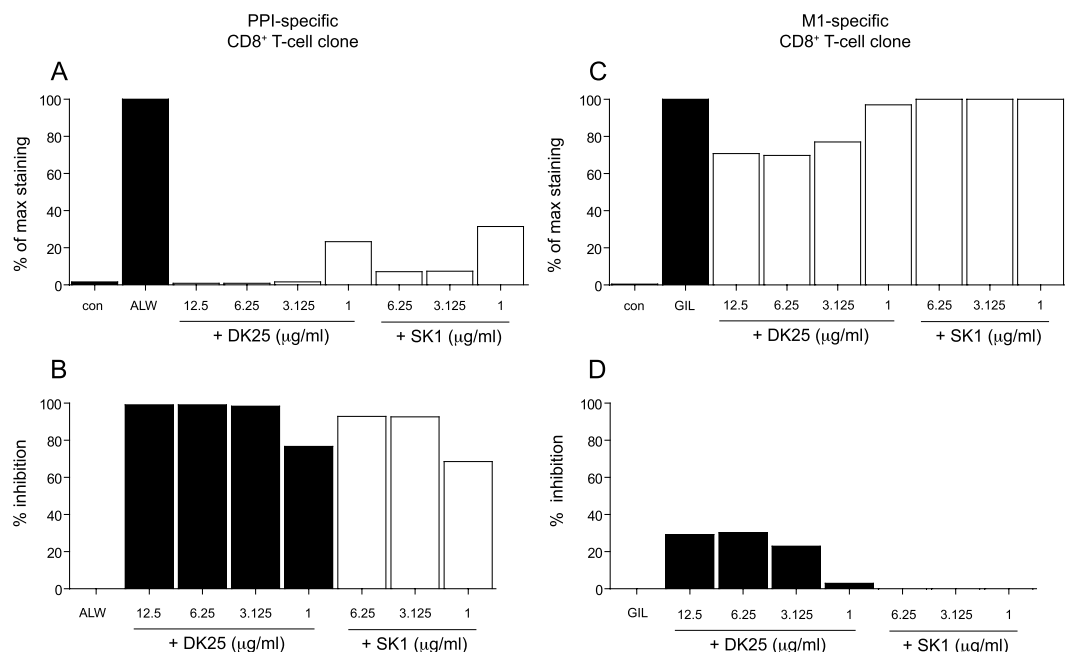 PPI-specific
CD8⁺ T-cell clone
M1-specific
CD8⁺ T-cell clone
A
% of max staining
100
80
60
40
20
0
con ALW 12.5 6.25 3.125 1 6.25 3.125 1
+ DK25 (μg/ml) + SK1 (μg/ml)
C
% of max staining
100
80
60
40
20
0
con GIL 12.5 6.25 3.125 1 6.25 3.125 1
+ DK25 (μg/ml) + SK1 (μg/ml)
B
% inhibition
100
80
60
40
20
0
ALW 12.5 6.25 3.125 1 6.25 3.125 1
+ DK25 (μg/ml) + SK1 (μg/ml)
D
% inhibition
100
80
60
40
20
0
GIL 12.5 6.25 3.125 1 6.25 3.125 1
+ DK25 (μg/ml) + SK1 (μg/ml)